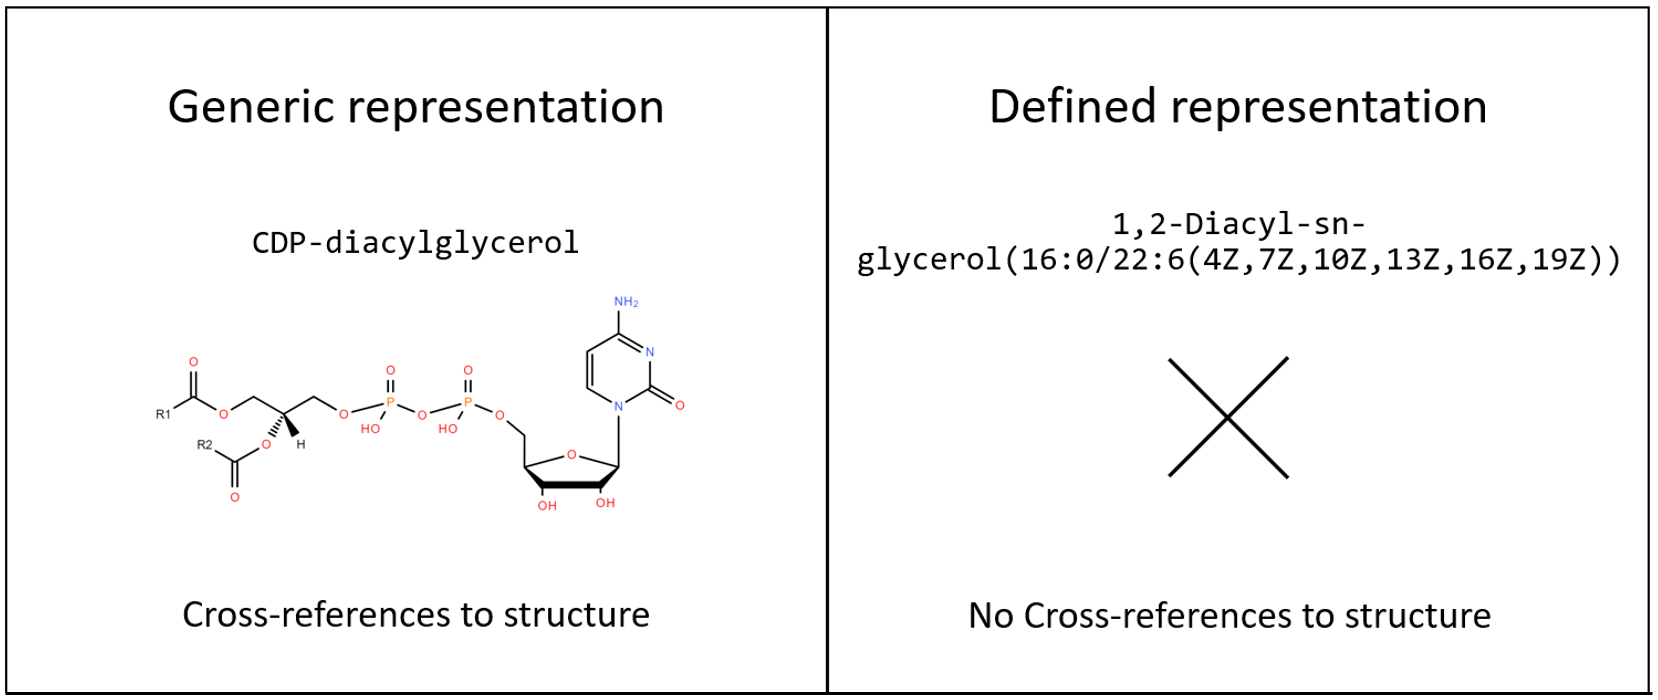 Generic representation
CDP-diacylglycerol
NH₂
N
O
N
O
O
O
P
P
R1
O
O
O
O
HO
HO
R2
O
H
O
O
OH
OH
Cross-references to structure
Defined representation
1,2-Diacyl-sn-
glycerol(16:0/22:6(4Z,7Z,10Z,13Z,16Z,19Z))
No Cross-references to structure